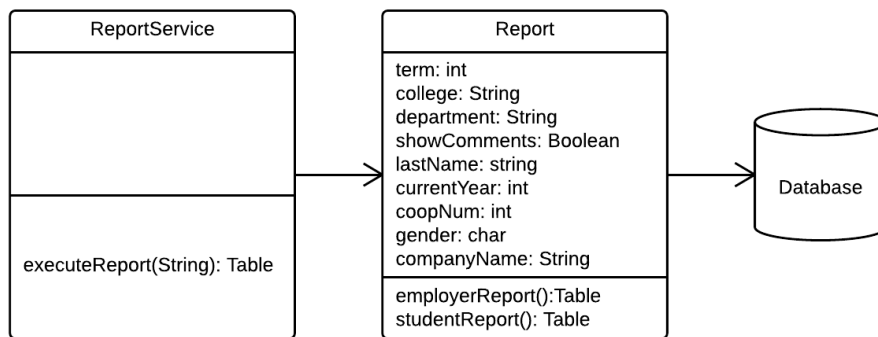 ReportService
executeReport(String): Table
Report
term: int
college: String
department: String
showComments: Boolean
lastName: string
currentYear: int
coopNum: int
gender: char
companyName: String
employerReport():Table
studentReport(): Table
Database